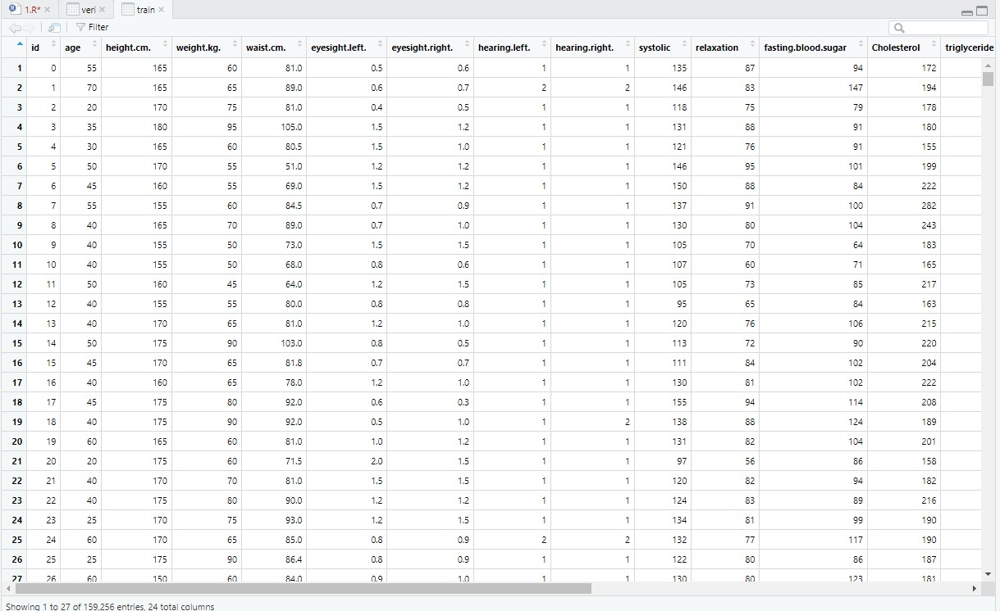 1.R* veri train
Filter
id age height.cm. weight.kg. waist.cm. eyesight.left. eyesight.right. hearing.left. hearing.right. systolic relaxation fasting.blood.sugar Cholesterol triglyceride
1 0 55 165 60 81.0 0.5 0.6 1 1 135 87 94 172
2 1 70 165 65 89.0 0.6 0.7 2 2 146 83 147 194
3 2 20 170 75 81.0 0.4 0.5 1 1 118 75 79 178
4 3 35 180 95 105.0 1.5 1.2 1 1 131 88 91 180
5 4 30 165 60 80.5 1.5 1.0 1 1 121 76 91 155
6 5 50 170 55 51.0 1.2 1.2 1 1 146 95 101 199
7 6 45 160 55 69.0 1.5 1.2 1 1 150 88 84 222
8 7 55 155 60 84.5 0.7 0.9 1 1 137 91 100 282
9 8 40 165 70 89.0 0.7 1.0 1 1 130 80 104 243
10 9 40 155 50 73.0 1.5 1.5 1 1 105 70 64 183
11 10 40 155 50 68.0 0.8 0.6 1 1 107 60 71 165
12 11 50 160 45 64.0 1.2 1.5 1 1 105 73 85 217
13 12 40 155 55 80.0 0.8 0.8 1 1 95 65 84 163
14 13 40 170 65 81.0 1.2 1.0 1 1 120 76 106 215
15 14 50 175 90 103.0 0.8 0.5 1 1 113 72 90 220
16 15 45 170 65 81.8 0.7 0.7 1 1 111 84 102 204
17 16 40 160 65 78.0 1.2 1.0 1 1 130 81 102 222
18 17 45 175 80 92.0 0.6 0.3 1 1 155 94 114 208
19 18 40 175 90 92.0 0.5 1.0 1 2 138 88 124 189
20 19 60 165 60 81.0 1.0 1.2 1 1 131 82 104 201
21 20 20 175 60 71.5 2.0 1.5 1 1 97 56 86 158
22 21 40 170 70 81.0 1.5 1.5 1 1 120 82 94 182
23 22 40 175 80 90.0 1.2 1.2 1 1 124 83 89 216
24 23 25 170 75 93.0 1.2 1.5 1 1 134 81 99 190
25 24 60 170 65 85.0 0.8 0.9 2 2 132 77 117 190
26 25 25 175 90 86.4 0.8 0.9 1 1 122 80 86 187
27 26 60 150 60 84.0 0.9 1.0 1 1 130 80 123 181
Showing 1 to 27 of 159,256 entries, 24 total columns